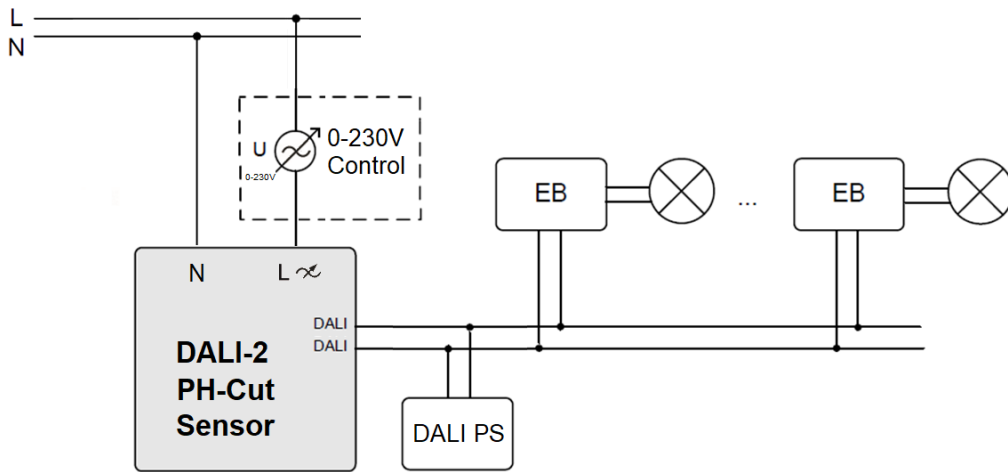 L
N
U
0-230V
0-230V
Control
EB
...
EB
N
L
DALI
DALI
DALI-2
PH-Cut
Sensor
DALI PS